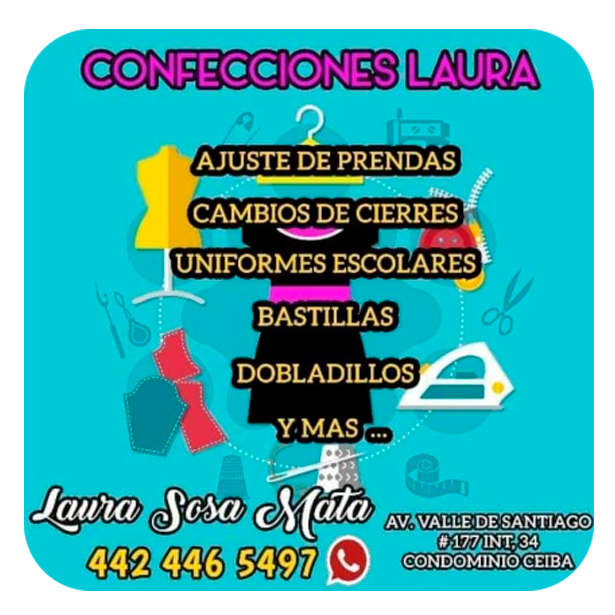 CONFECCIONES LAURA
AJUSTE DE PRENDAS
CAMBIOS DE CIERRES
UNIFORMES ESCOLARES
BASTILLAS
DOBLADILLOS
Y MAS ...
Laura Sosa Mata
442 446 5497
AV. VALLE DE SANTIAGO
#177 INT, 34
CONDOMINIO CEIBA